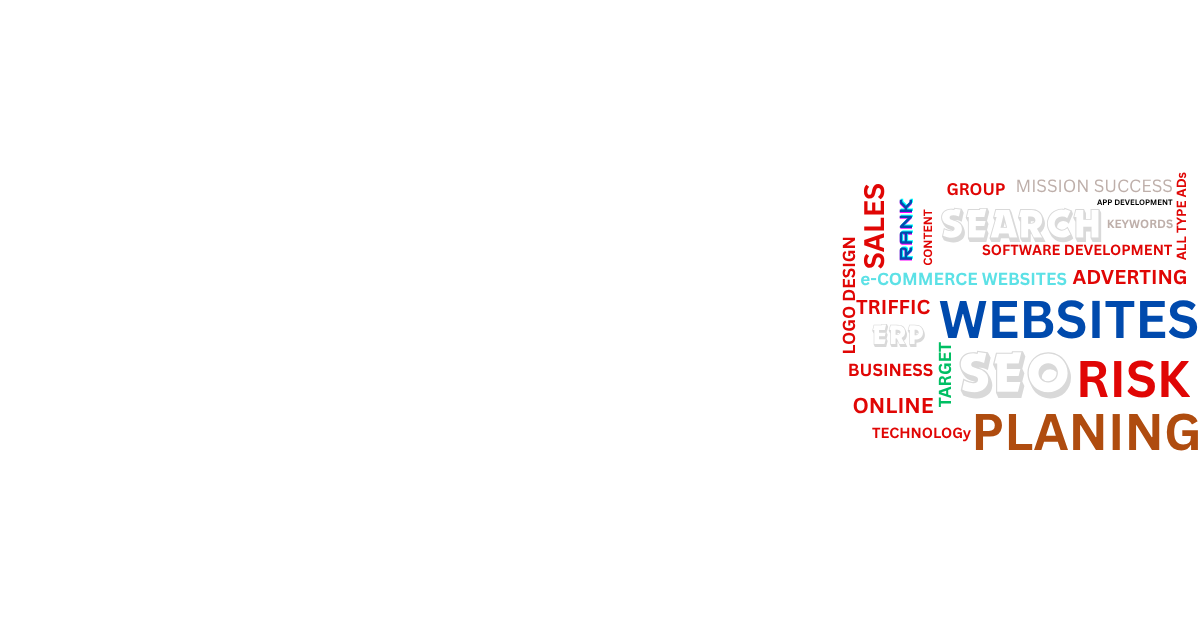 GROUP
MISSION SUCCESS
ALL TYPE ADs
SALES
RANK
CONTENT
APP DEVELOPMENT
SEARCH
KEYWORDS
SOFTWARE DEVELOPMENT
LOGO DESIGN
e-COMMERCE WEBSITES
ADVERTING
TRIFFIC
WEBSITES
ERP
TARGET
SEO
BUSINESS
RISK
ONLINE
TECHNOLOGy
PLANING